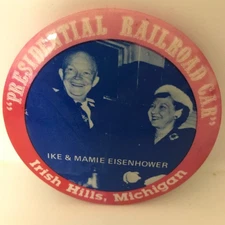 "PRESIDENTIAL RAILROAD CAR"
IKE & MAMIE EISENHOWER
Irish Hills, Michigan